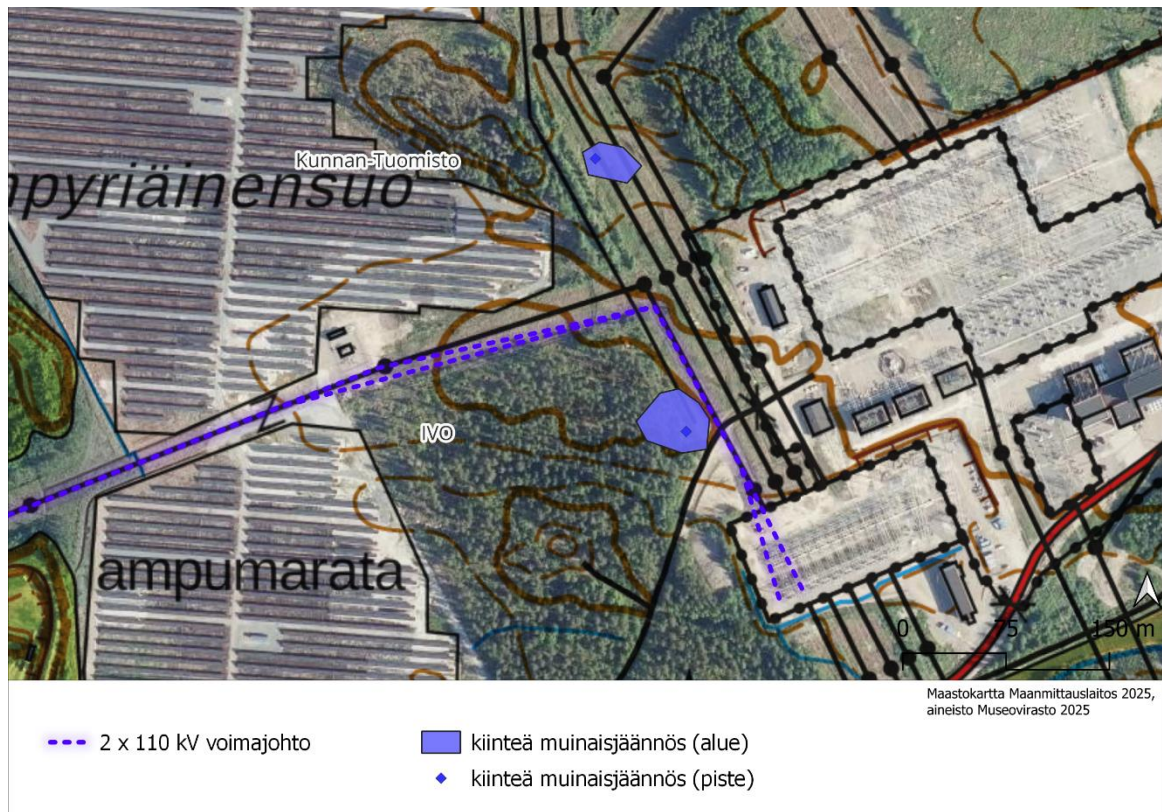 Kunnan-Tuomisto
mpyriäinensuo
IVO
ampumarata
0 75 150 m
Maastokartta Maanmittauslaitos 2025,
aineisto Museovirasto 2025
2 x 110 kV voimajohto
kiinteä muinaisjäännös (alue)
kiinteä muinaisjäännös (piste)